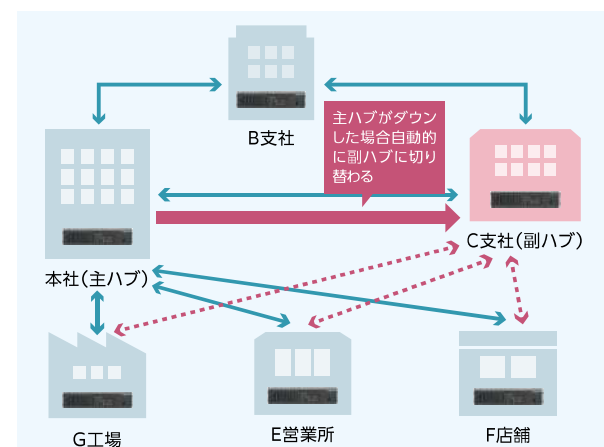 B支社
主ハブがダウン
した場合自動的
に副ハブに切り
替わる
本社(主ハブ)
C支社(副ハブ)
G工場
E営業所
F店舗